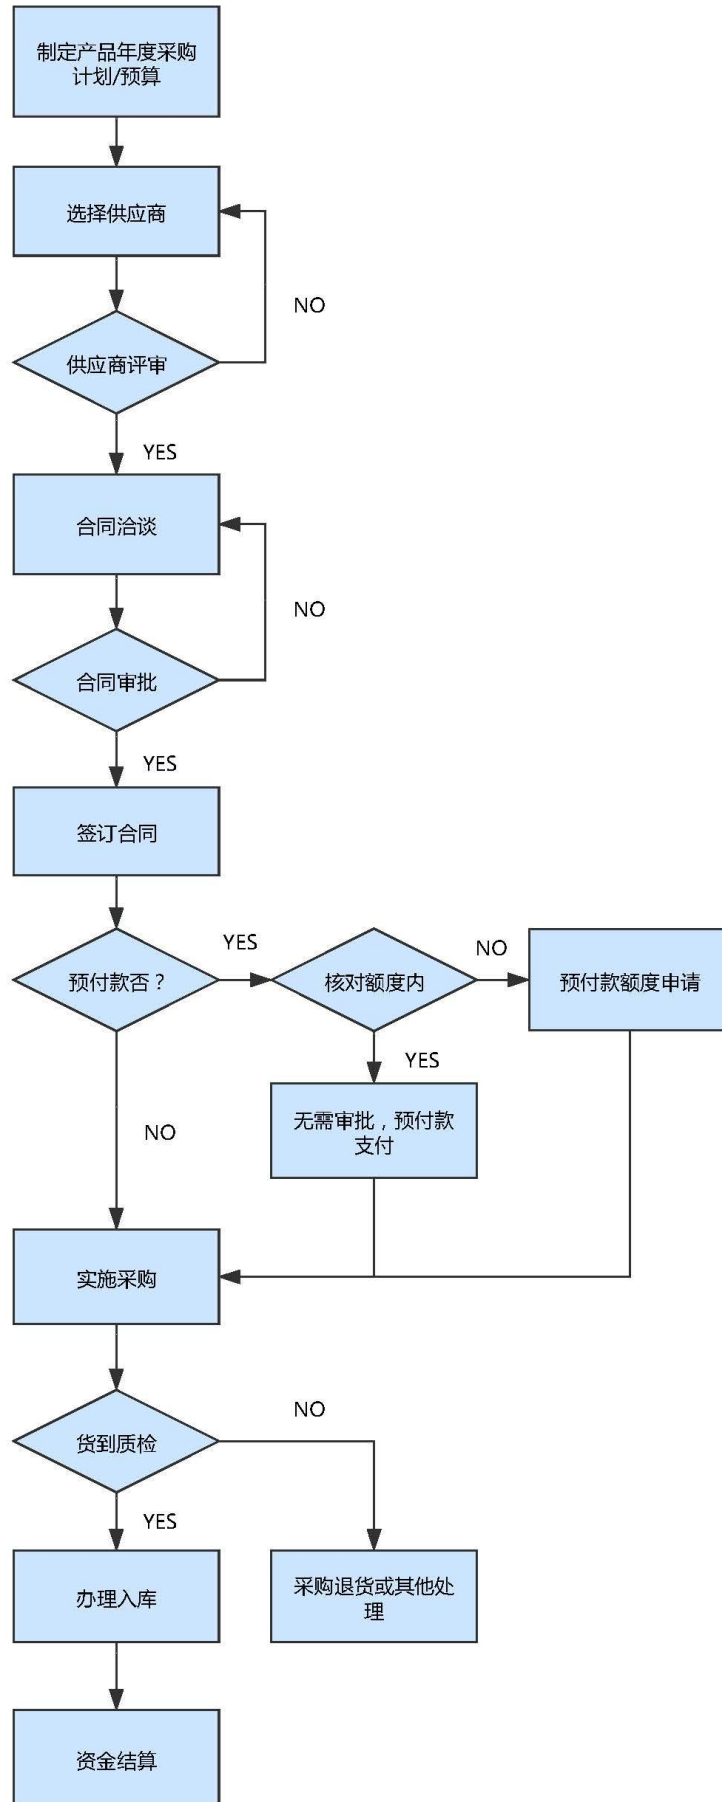 制定产品年度采购
计划/预算
选择供应商
NO
供应商评审
YES
合同洽谈
NO
合同审批
YES
签订合同
YES
NO
预付款否？
核对额度内
预付款额度申请
YES
无需审批，预付款
支付
NO
实施采购
NO
货到质检
YES
办理入库
采购退货或其他处
理
资金结算